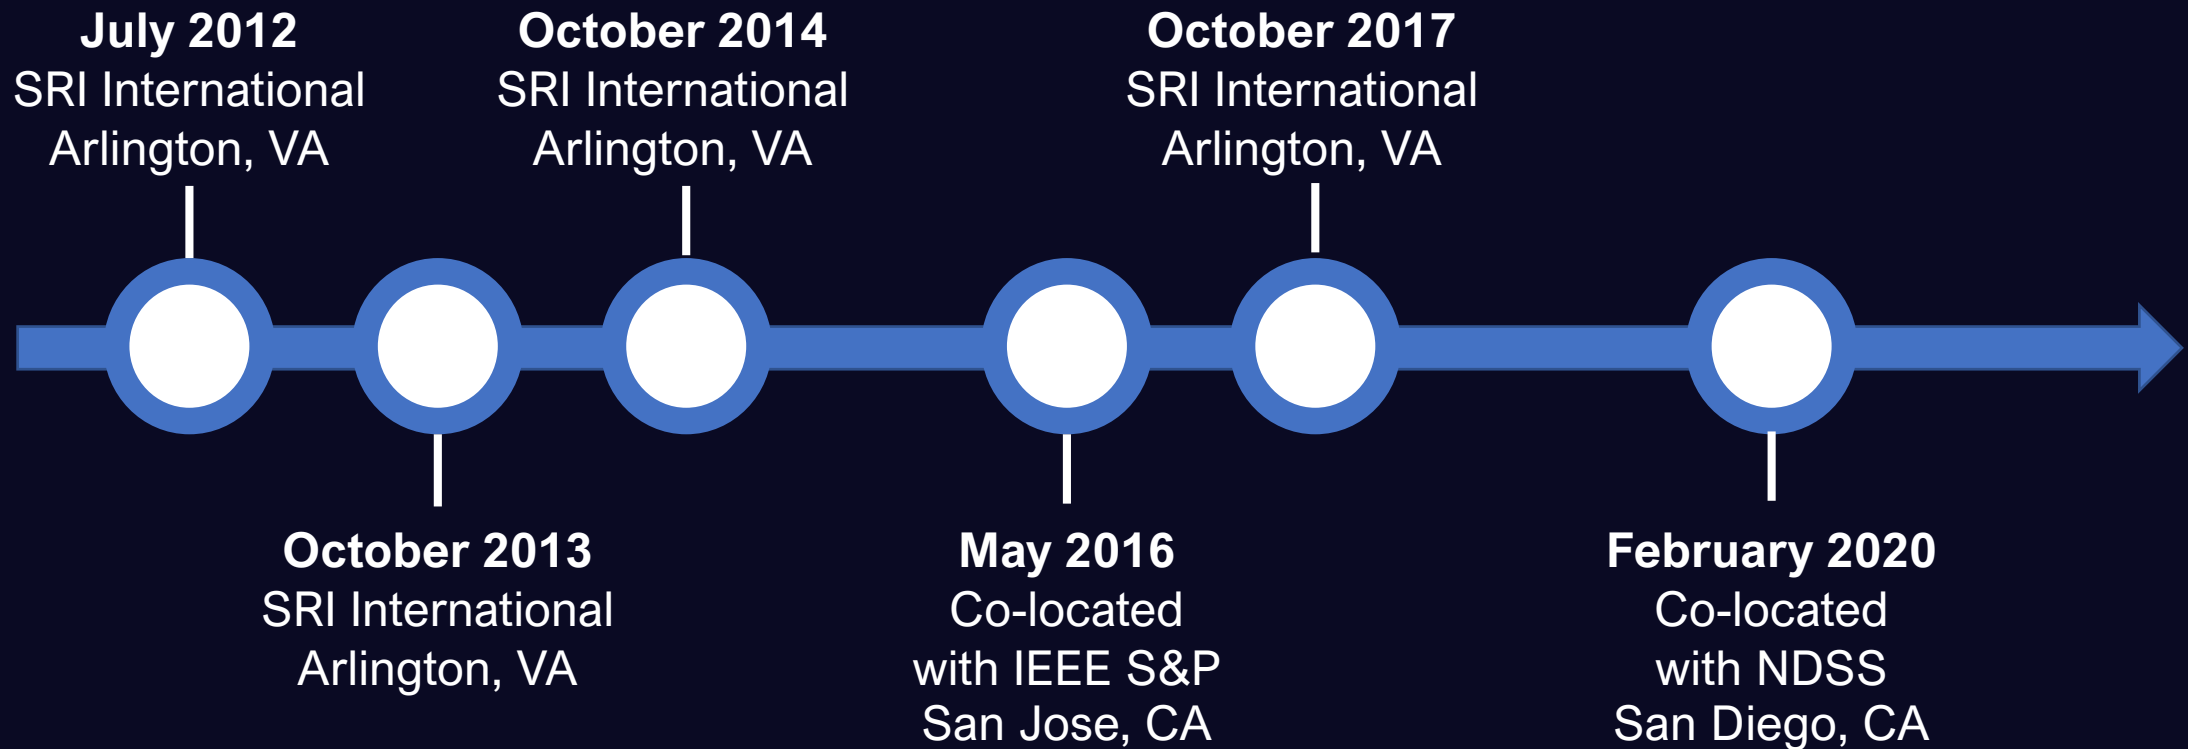 July 2012
SRI International
Arlington, VA
October 2013
SRI International
Arlington, VA
October 2014
SRI International
Arlington, VA
May 2016
Co-located
with IEEE S&P
San Jose, CA
October 2017
SRI International
Arlington, VA
February 2020
Co-located
with NDSS
San Diego, CA